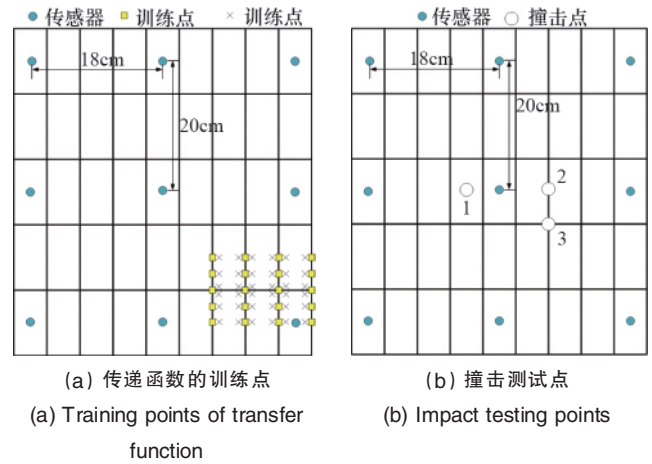 传感器 训练点 × 训练点
18cm
20cm
(a) 传递函数的训练点
(a) Training points of transfer
function
传感器 撞击点
18cm
20cm
1
2
3
(b) 撞击测试点
(b) Impact testing points